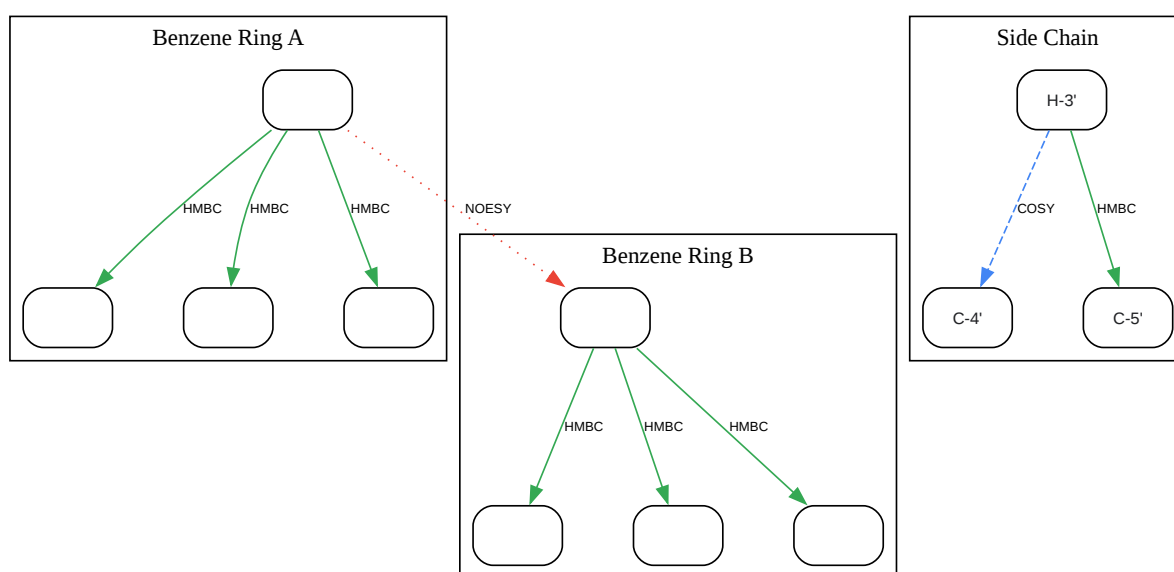 Benzene Ring A
HMBC
HMBC
HMBC
NOESY
Benzene Ring B
HMBC
HMBC
HMBC
Side Chain
H-3'
COSY
HMBC
C-4'
C-5'